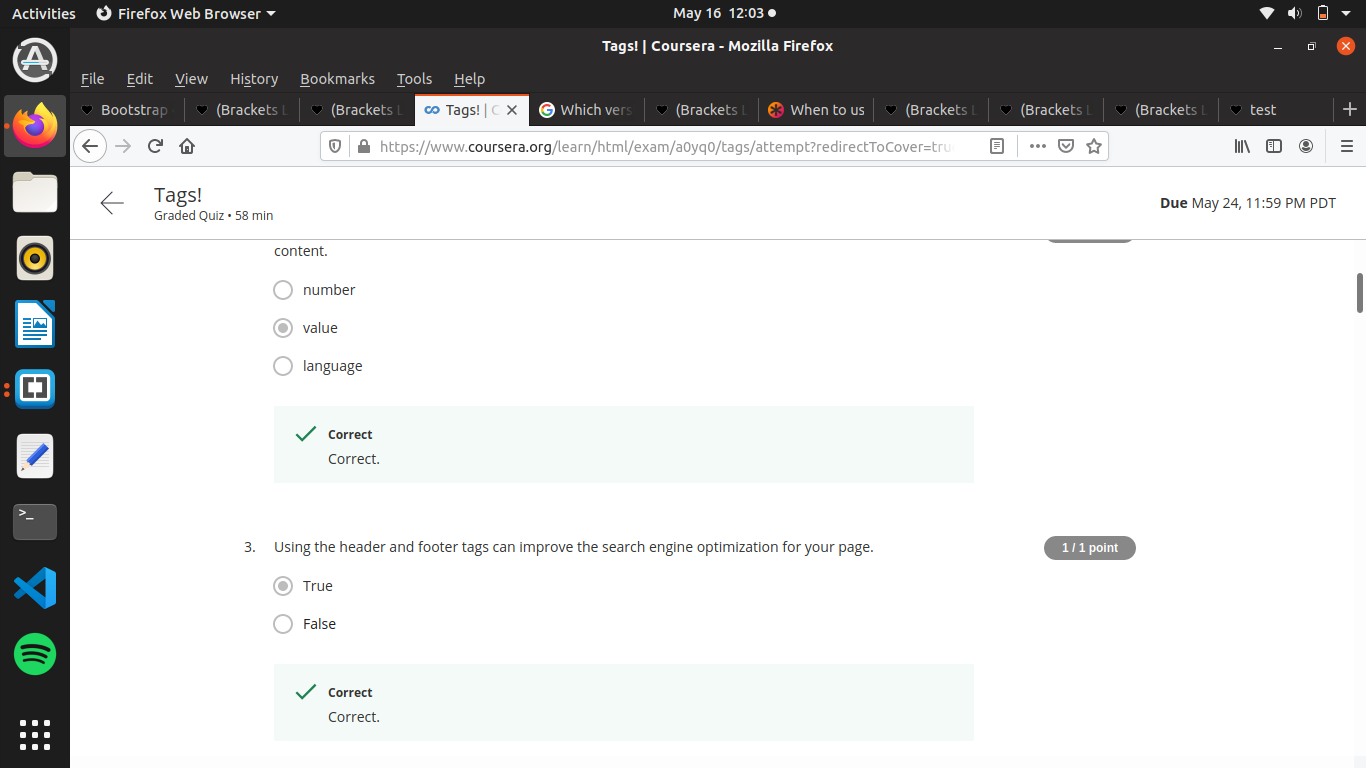 Activities Firefox Web Browser May 16 12:03
Tags! | Coursera - Mozilla Firefox
File Edit View History Bookmarks Tools Help
Bootstrap (Brackets L (Brackets L Tags! | C Which vers (Brackets L When to us (Brackets L (Brackets L (Brackets L test
https://www.coursera.org/learn/html/exam/a0yq0/tags/attempt?redirectToCover=tru
Tags!
Graded Quiz • 58 min
Due May 24, 11:59 PM PDT
content.
number
value
language
Correct
Correct.
3. Using the header and footer tags can improve the search engine optimization for your page. 1 / 1 point
True
False
Correct
Correct.